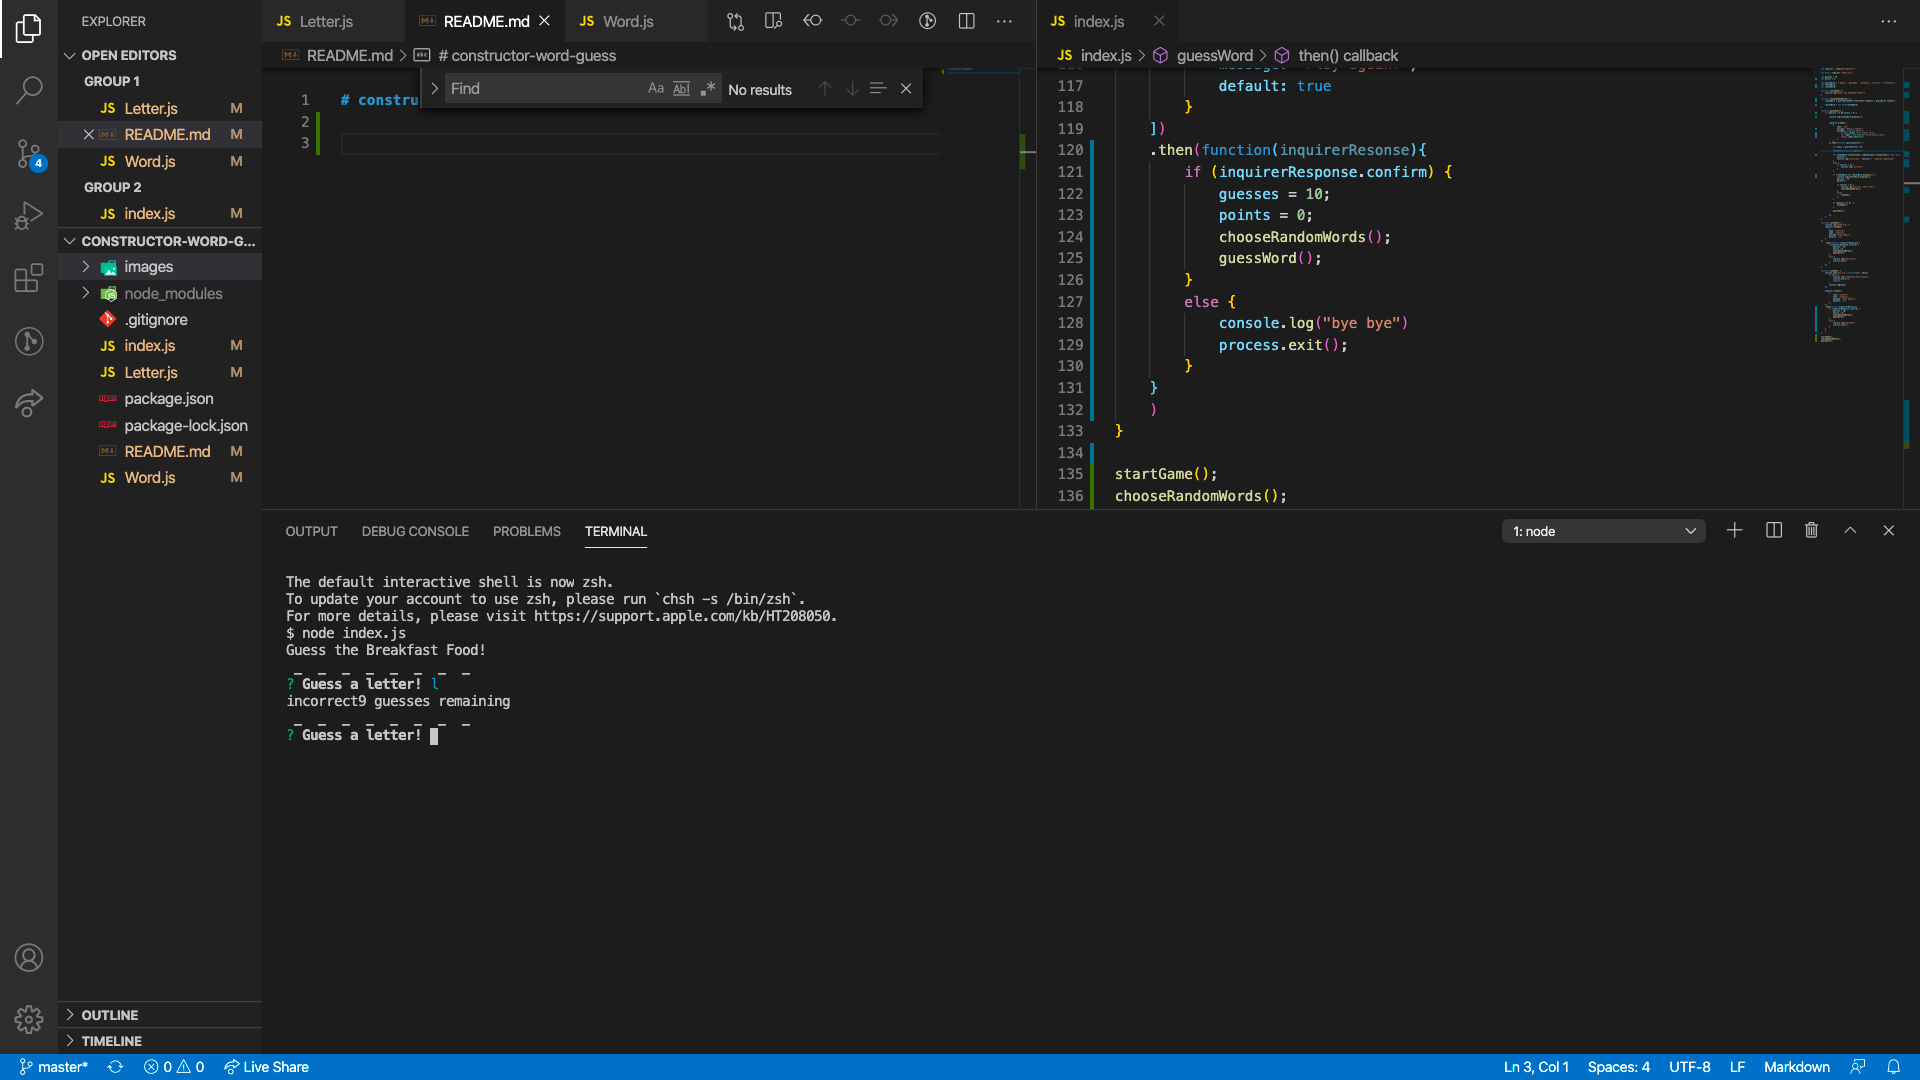 EXPLORER
OPEN EDITORS
GROUP 1
JS Letter.js M
README.md M
JS Word.js M
GROUP 2
JS index.js M
CONSTRUCTOR-WORD-G...
images
node_modules
.gitignore
JS index.js M
JS Letter.js M
package.json
package-lock.json
README.md M
JS Word.js M
OUTLINE
TIMELINE
4
JS Letter.js
README.md
JS Word.js
README.md > # constructor-word-guess
Find Aa Abl .* No results
1 # constru
2
3
JS index.js
JS index.js > guessWord > then() callback
117 default: true
118 }
119 ])
120 .then(function(inquirerResonse){
121 if (inquirerResponse.confirm) {
122 guesses = 10;
123 points = 0;
124 chooseRandomWords();
125 guessWord();
126 }
127 else {
128 console.log("bye bye")
129 process.exit();
130 }
131 }
132 )
133 }
134
135 startGame();
136 chooseRandomWords();
OUTPUT DEBUG CONSOLE PROBLEMS TERMINAL
1: node
The default interactive shell is now zsh.
To update your account to use zsh, please run `chsh -s /bin/zsh`.
For more details, please visit https://support.apple.com/kb/HT208050.
$ node index.js
Guess the Breakfast Food!
_ _ _ _ _ _ _ _
? Guess a letter! l
incorrect9 guesses remaining
_ _ _ _ _ _ _ _
? Guess a letter!
master* 0 0 Live Share
Ln 3, Col 1 Spaces: 4 UTF-8 LF Markdown